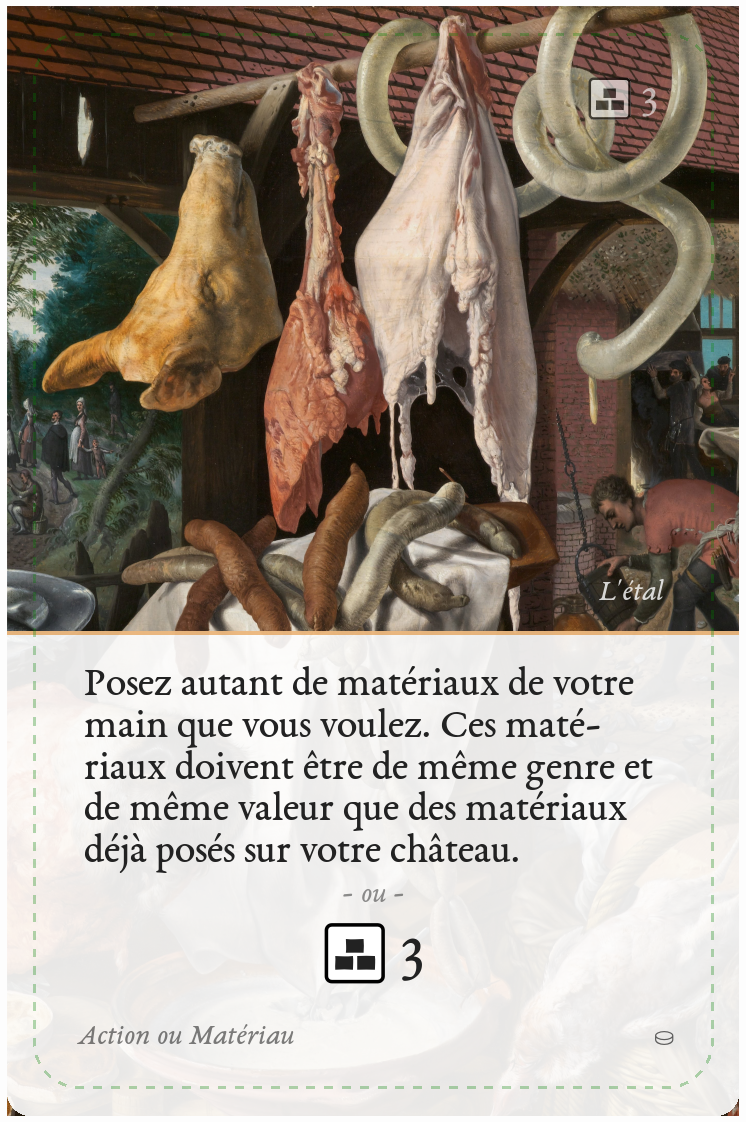 3
L'étal
Posez autant de matériaux de votre
main que vous voulez. Ces maté-
riaux doivent être de même genre et
de même valeur que des matériaux
déjà posés sur votre château.
- ou -
3
Action ou Matériau